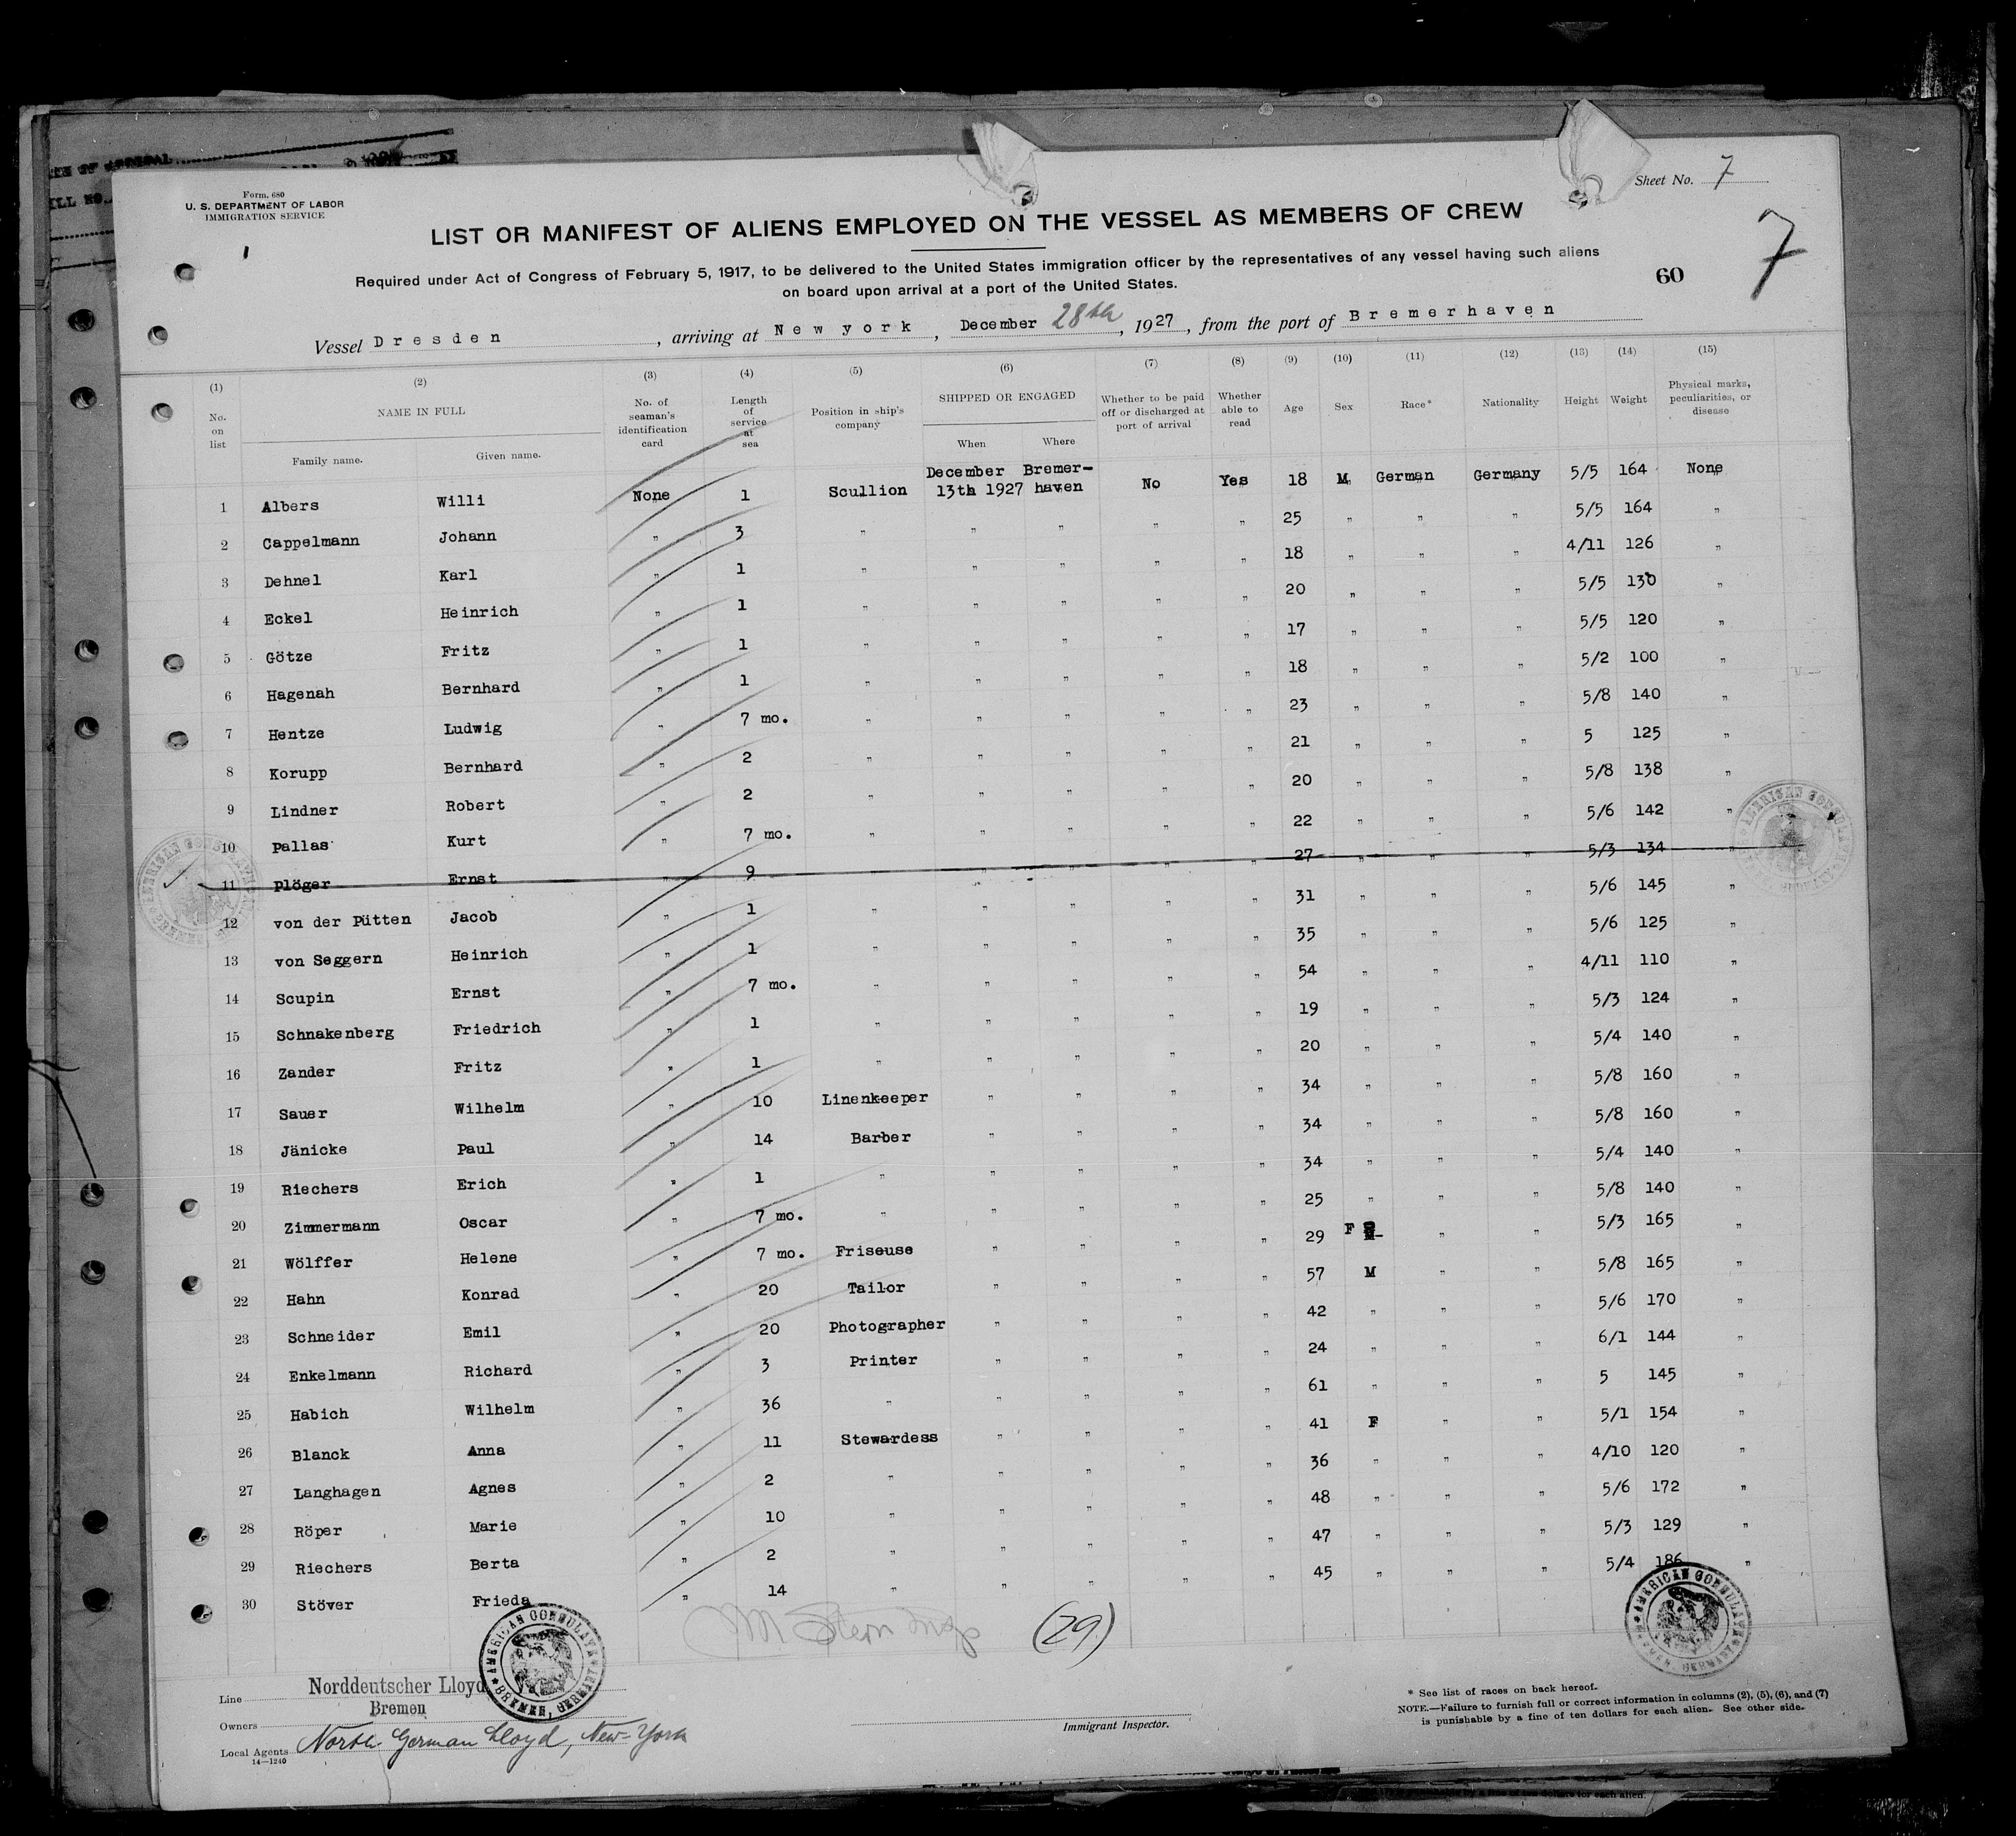 Form 680
U. S. DEPARTMENT OF LABOR
IMMIGRATION SERVICE
Sheet No. 7
LIST OR MANIFEST OF ALIENS EMPLOYED ON THE VESSEL AS MEMBERS OF CREW
7
Required under Act of Congress of February 5, 1917, to be delivered to the United States immigration officer by the representatives of any vessel having such aliens
on board upon arrival at a port of the United States.
60
Vessel Dresden, arriving at New york, December 28th, 1927, from the port of Bremerhaven
(1) (2) (3) (4) (5) (6) (7) (8) (9) (10) (11) (12) (13) (14) (15)
No. on list NAME IN FULL Family name. Given name. No. of seaman's identification card Length of service at sea Position in ship's company SHIPPED OR ENGAGED When Where Whether to be paid off or discharged at port of arrival Whether able to read Age Sex Race* Nationality Height Weight Physical marks, peculiarities, or disease
1 Albers Willi None 1 Scullion December 13th 1927 Bremer-haven No Yes 18 M German Germany 5/5 164 None
2 Cappelmann Johann " 3 " " " " " 25 " " " 5/5 164 "
3 Dehnel Karl " 1 " " " " " 18 " " " 4/11 126 "
4 Eckel Heinrich " 1 " " " " " 20 " " " 5/5 130 "
5 Götze Fritz " 1 " " " " " 17 " " " 5/5 120 "
6 Hagenah Bernhard " 1 " " " " " 18 " " " 5/2 100 "
7 Hentze Ludwig " 7 mo. " " " " " 23 " " " 5/8 140 "
8 Korupp Bernhard " 2 " " " " " 21 " " " 5 125 "
9 Lindner Robert " 2 " " " " " 20 " " " 5/8 138 "
10 Pallas Kurt " 7 mo. " " " " " 22 " " " 5/6 142 "
11 Plöger Ernst " 9 " " " " " 27 " " " 5/3 134 "
12 von der Pütten Jacob " 1 " " " " " 31 " " " 5/6 145 "
13 von Seggern Heinrich " 1 " " " " " 35 " " " 5/6 125 "
14 Scupin Ernst " 7 mo. " " " " " 54 " " " 4/11 110 "
15 Schnakenberg Friedrich " 1 " " " " " 19 " " " 5/3 124 "
16 Zander Fritz " 1 " " " " " 20 " " " 5/4 140 "
17 Sauer Wilhelm " 10 Linenkeeper " " " " 34 " " " 5/8 160 "
18 Jänicke Paul " 14 Barber " " " " 34 " " " 5/8 160 "
19 Riechers Erich " 1 " " " " " 34 " " " 5/4 140 "
20 Zimmermann Oscar " 7 mo. " " " " " 25 " " " 5/8 140 "
21 Wölffer Helene " 7 mo. Friseuse " " " " 29 F " " 5/3 165 "
22 Hahn Konrad " 20 Tailor " " " " 57 M " " 5/8 165 "
23 Schneider Emil " 20 Photographer " " " " 42 " " " 5/6 170 "
24 Enkelmann Richard " 3 Printer " " " " 24 " " " 6/1 144 "
25 Habich Wilhelm " 36 " " " " " 61 " " " 5 145 "
26 Blanck Anna " 11 Stewardess " " " " 41 F " " 5/1 154 "
27 Langhagen Agnes " 2 " " " " " 36 " " " 4/10 120 "
28 Röper Marie " 10 " " " " " 48 " " " 5/6 172 "
29 Riechers Berta " 2 " " " " " 47 " " " 5/3 129 "
30 Stöver Frieda " 14 " " " " " 45 " " " 5/4 186 "
(29)
AMERICAN CONSULATE BREMEN, GERMANY
Line Norddeutscher Lloyd
Bremen
Owners
Local Agents North German Lloyd, New-York
14—1240
Immigrant Inspector.
* See list of races on back hereof.
NOTE.—Failure to furnish full or correct information in columns (2), (5), (6), and (7)
is punishable by a fine of ten dollars for each alien. See other side.